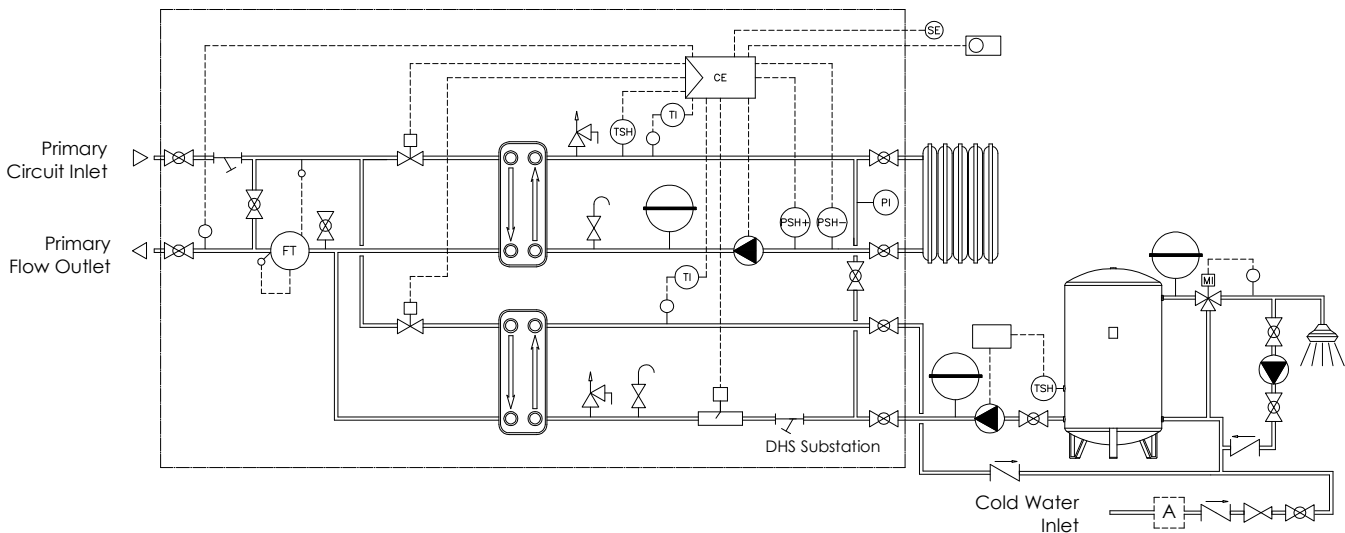 SE
CE
TI
TSH
Primary
Circuit Inlet
PI
PSH+
PSH−
Primary
Flow Outlet
FT
TI
MI
TSH
DHS Substation
Cold Water
Inlet
A